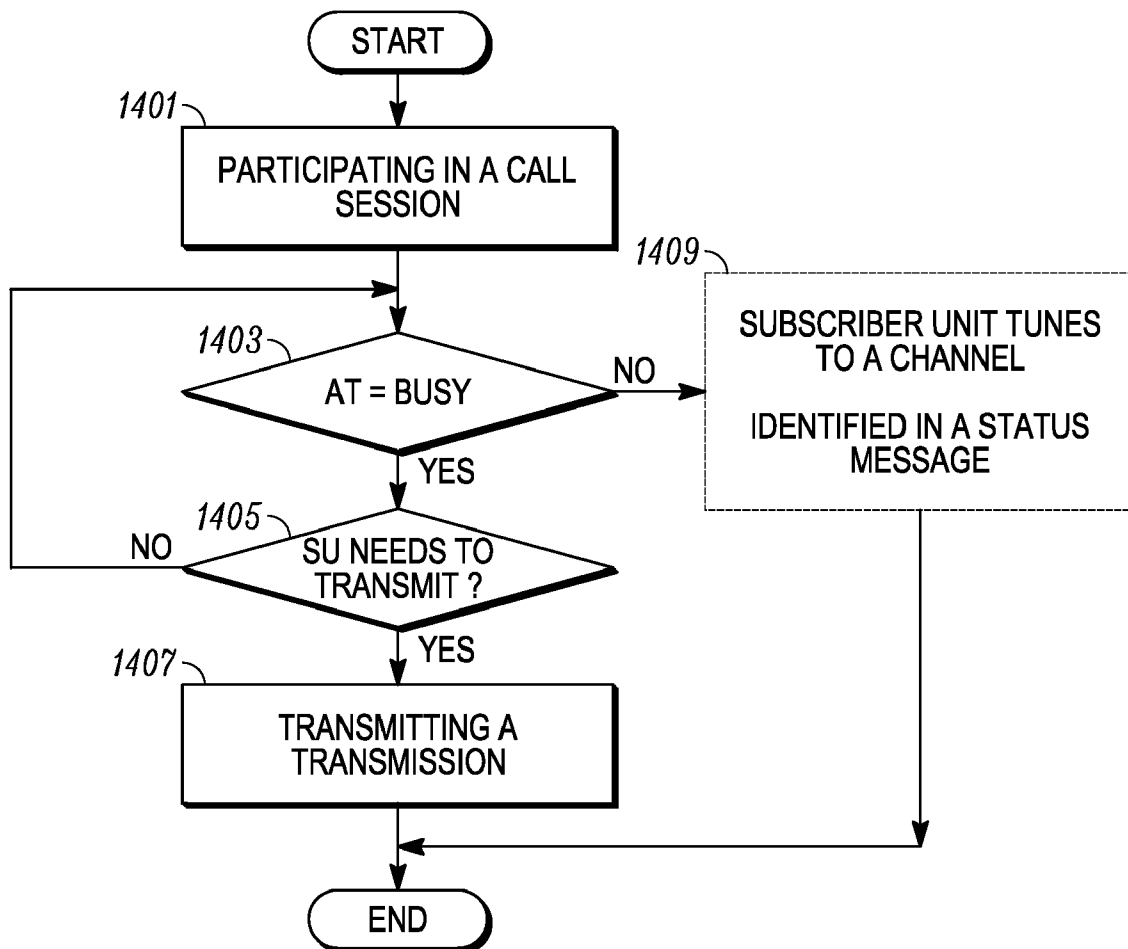 START
1401
PARTICIPATING IN A CALL
SESSION
1409
SUBSCRIBER UNIT TUNES
TO A CHANNEL
IDENTIFIED IN A STATUS
MESSAGE
1403
AT = BUSY
NO
YES
1405
NO
SU NEEDS TO
TRANSMIT ?
YES
1407
TRANSMITTING A
TRANSMISSION
END